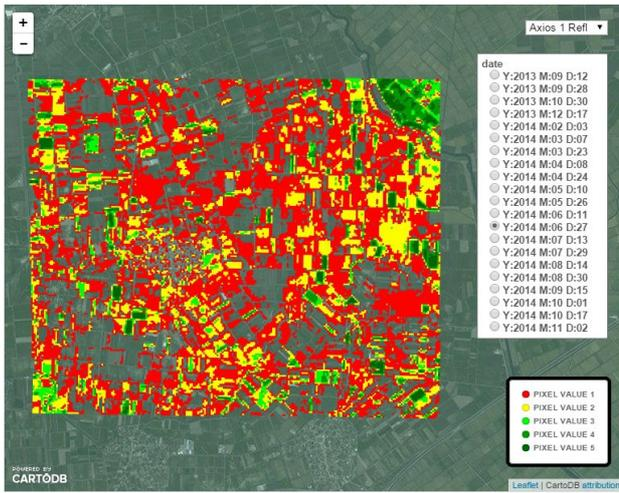 +
−
Axios 1 Refl
date
Y:2013 M:09 D:12
Y:2013 M:09 D:28
Y:2013 M:10 D:30
Y:2013 M:12 D:17
Y:2014 M:02 D:03
Y:2014 M:03 D:07
Y:2014 M:03 D:23
Y:2014 M:04 D:08
Y:2014 M:04 D:24
Y:2014 M:05 D:10
Y:2014 M:05 D:26
Y:2014 M:06 D:11
Y:2014 M:06 D:27
Y:2014 M:07 D:13
Y:2014 M:07 D:29
Y:2014 M:08 D:14
Y:2014 M:08 D:30
Y:2014 M:09 D:15
Y:2014 M:10 D:01
Y:2014 M:10 D:17
Y:2014 M:11 D:02
PIXEL VALUE 1
PIXEL VALUE 2
PIXEL VALUE 3
PIXEL VALUE 4
PIXEL VALUE 5
POWERED BY
CARTODB
Leaflet | CartoDB attribution